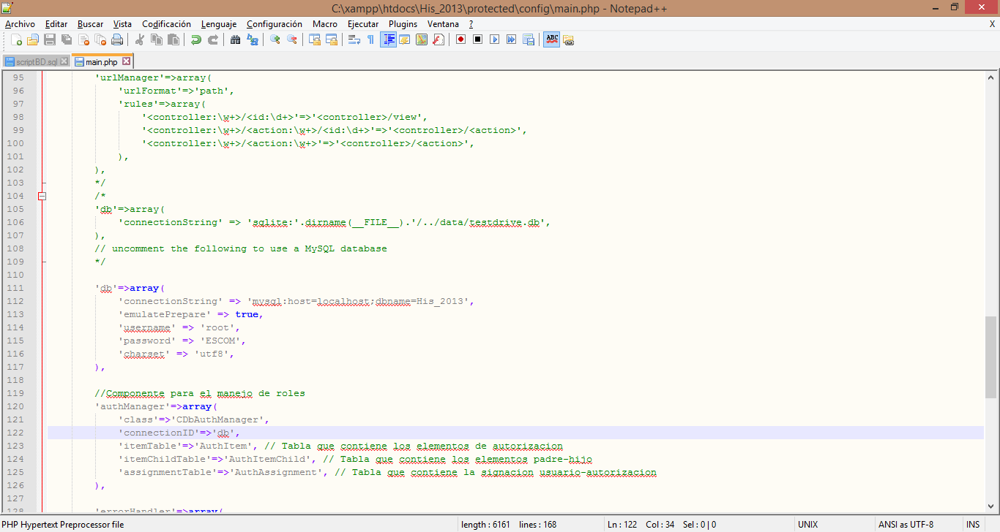 C:\xampp\htdocs\His_2013\protected\config\main.php - Notepad++
Archivo Editar Buscar Vista Codificación Lenguaje Configuración Macro Ejecutar Plugins Ventana ? X
scriptBD.sql main.php
95 'urlManager'=>array(
96 'urlFormat'=>'path',
97 'rules'=>array(
98 '<controller:\w+>/<id:\d+>'=>'<controller>/view',
99 '<controller:\w+>/<action:\w+>/<id:\d+>'=>'<controller>/<action>',
100 '<controller:\w+>/<action:\w+>'=>'<controller>/<action>',
101 ),
102 ),
103 */
104 /*
105 'db'=>array(
106 'connectionString' => 'sqlite:'.dirname(__FILE__).'/../data/testdrive.db',
107 ),
108 // uncomment the following to use a MySQL database
109 */
110
111 'db'=>array(
112 'connectionString' => 'mysql:host=localhost;dbname=His_2013',
113 'emulatePrepare' => true,
114 'username' => 'root',
115 'password' => 'ESCOM',
116 'charset' => 'utf8',
117 ),
118
119 //Componente para el manejo de roles
120 'authManager'=>array(
121 'class'=>'CDbAuthManager',
122 'connectionID'=>'db',
123 'itemTable'=>'AuthItem', // Tabla que contiene los elementos de autorizacion
124 'itemChildTable'=>'AuthItemChild', // Tabla que contiene los elementos padre-hijo
125 'assignmentTable'=>'AuthAssignment', // Tabla que contiene la signacion usuario-autorizacion
126 ),
127
128 'errorHandler'=>array(
PHP Hypertext Preprocessor file length : 6161 lines : 168 Ln : 122 Col : 34 Sel : 0 | 0 UNIX ANSI as UTF-8 INS